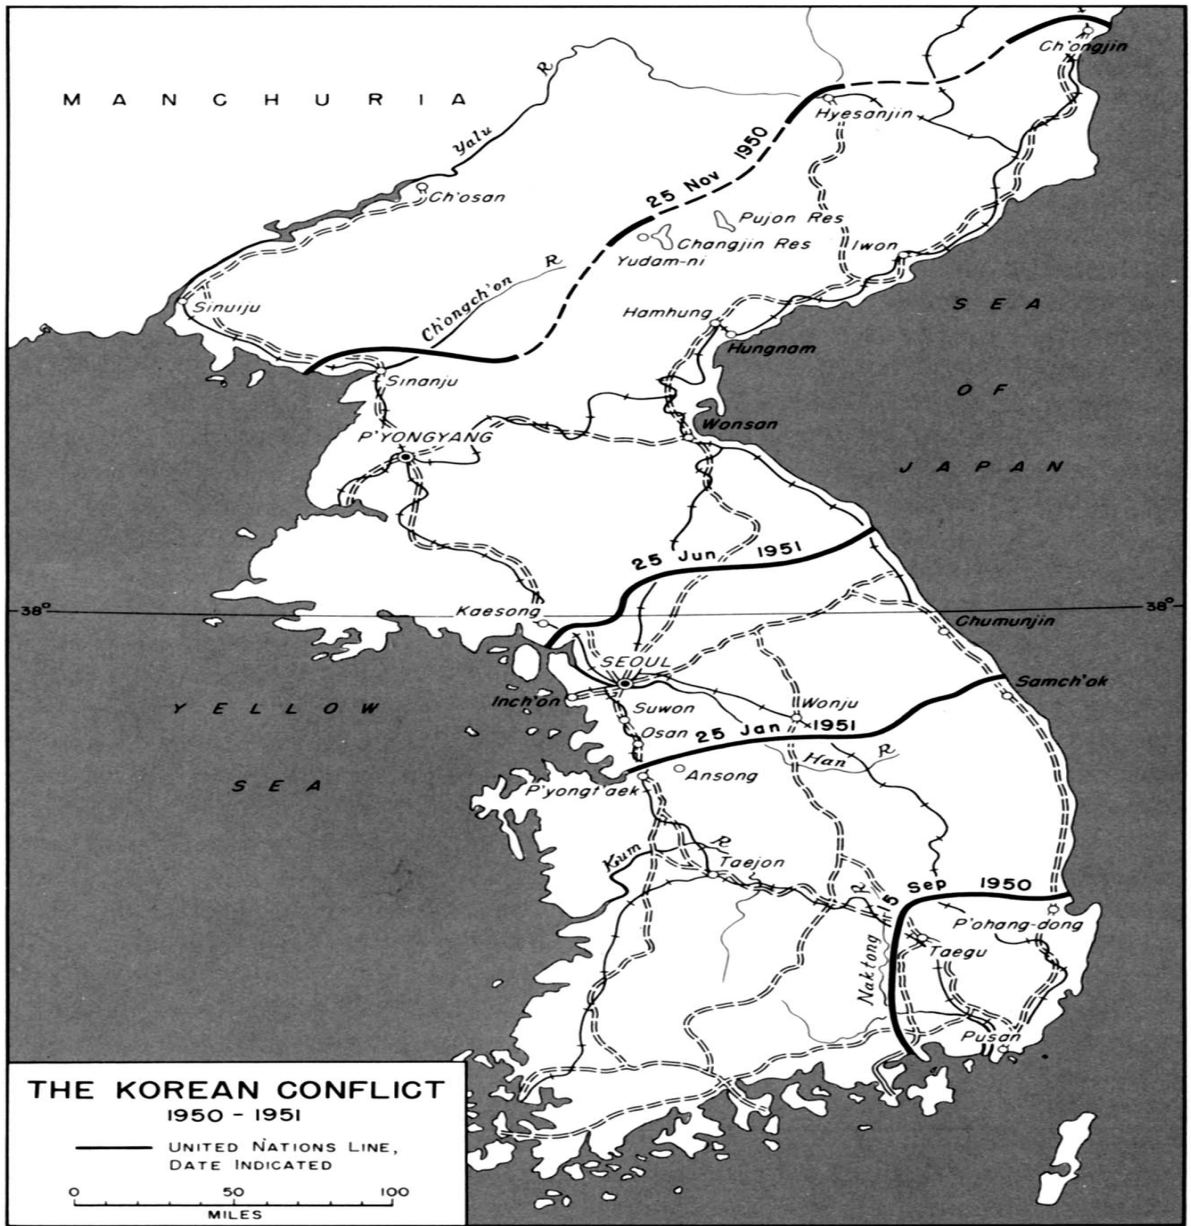 Ch'ongjin
MANCHURIA
Yalu R
Hyesanjin
25 Nov 1950
Ch'osan
Pujon Res
Changjin Res
Yudam-ni
Iwon
Ch'ongch'on R
Sinuiju
SEA
OF
JAPAN
Hamhung
Hungnam
Sinanju
Wonsan
P'YONGYANG
25 Jun 1951
38°
38°
Kaesong
Chumunjin
SEOUL
Samch'ak
Inch'on
Suwon
Wonju
YELLOW
SEA
Osan
25 Jan 1951
Han R
Ansong
P'yongt'aek
Kum R
Taejon
15 Sep 1950
P'ohang-dong
Naktong R
Taegu
Pusan
THE KOREAN CONFLICT
1950 - 1951
UNITED NATIONS LINE,
DATE INDICATED
0 50 100
MILES